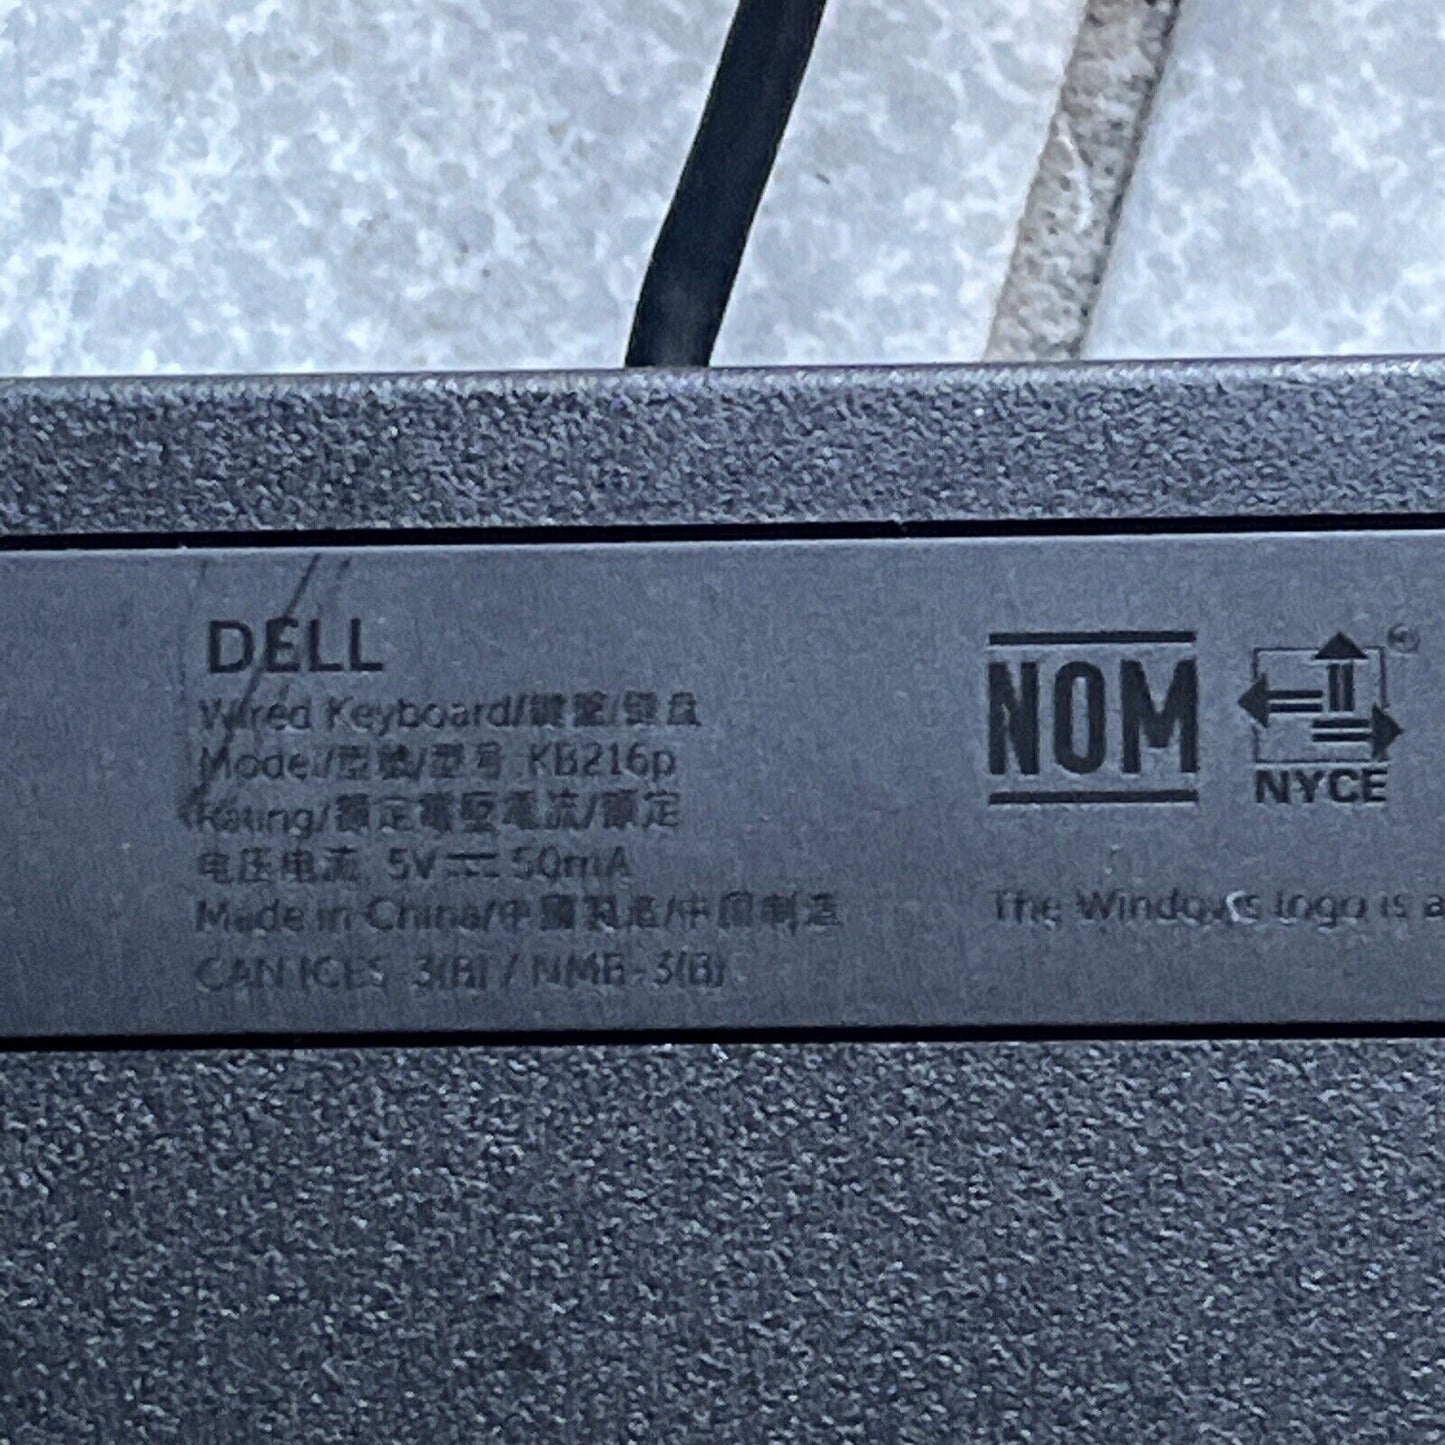 DELL
Wired Keyboard/鍵盤/键盘
Model/型號/型号 KB216p
Rating/額定電壓電流/额定
电压电流 5V⎓50mA
Made in China/中國製造/中国制造
CAN ICES-3(B) / NMB-3(B)
NOM
NYCE
The Windows logo is a